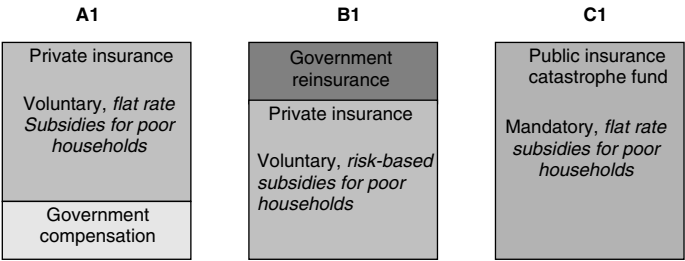 A1
Private insurance
Voluntary, flat rate
Subsidies for poor
households
Government
compensation
B1
Government
reinsurance
Private insurance
Voluntary, risk-based
subsidies for poor
households
C1
Public insurance
catastrophe fund
Mandatory, flat rate
subsidies for poor
households